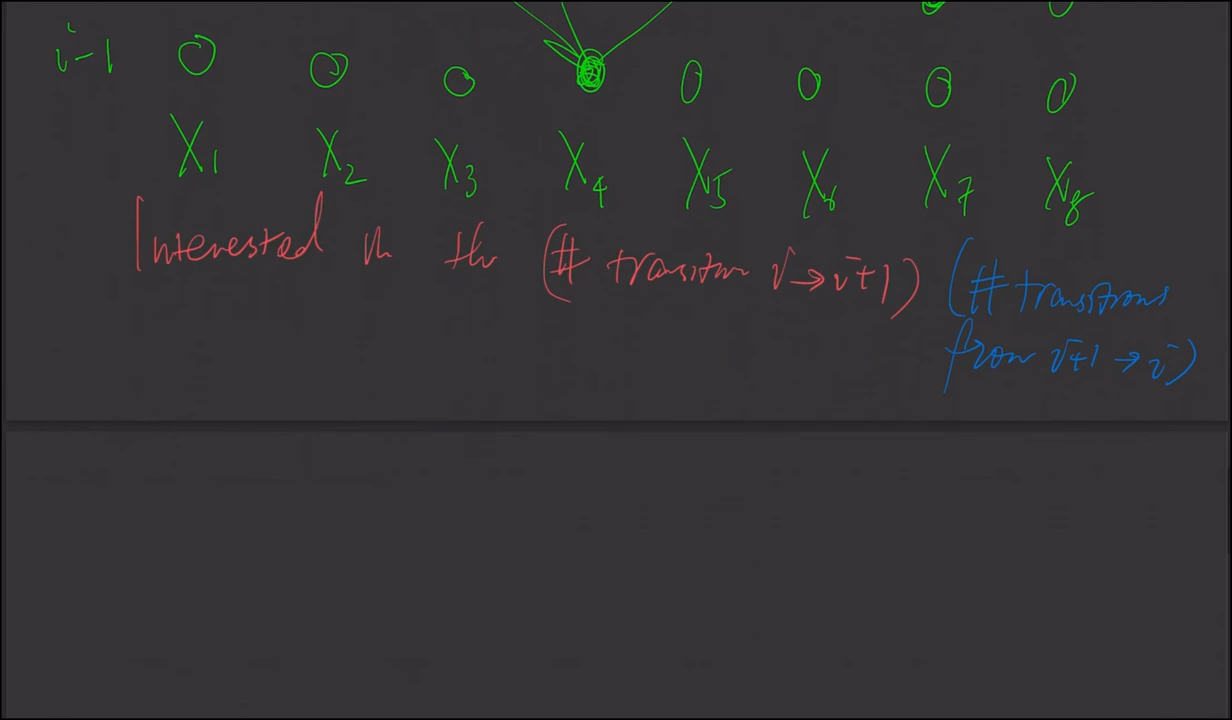 i-1
X1 X2 X3 X4 X5 X6 X7 X8
Interested in the (# transition i→i+1) (# transitions
from i+1 → i)